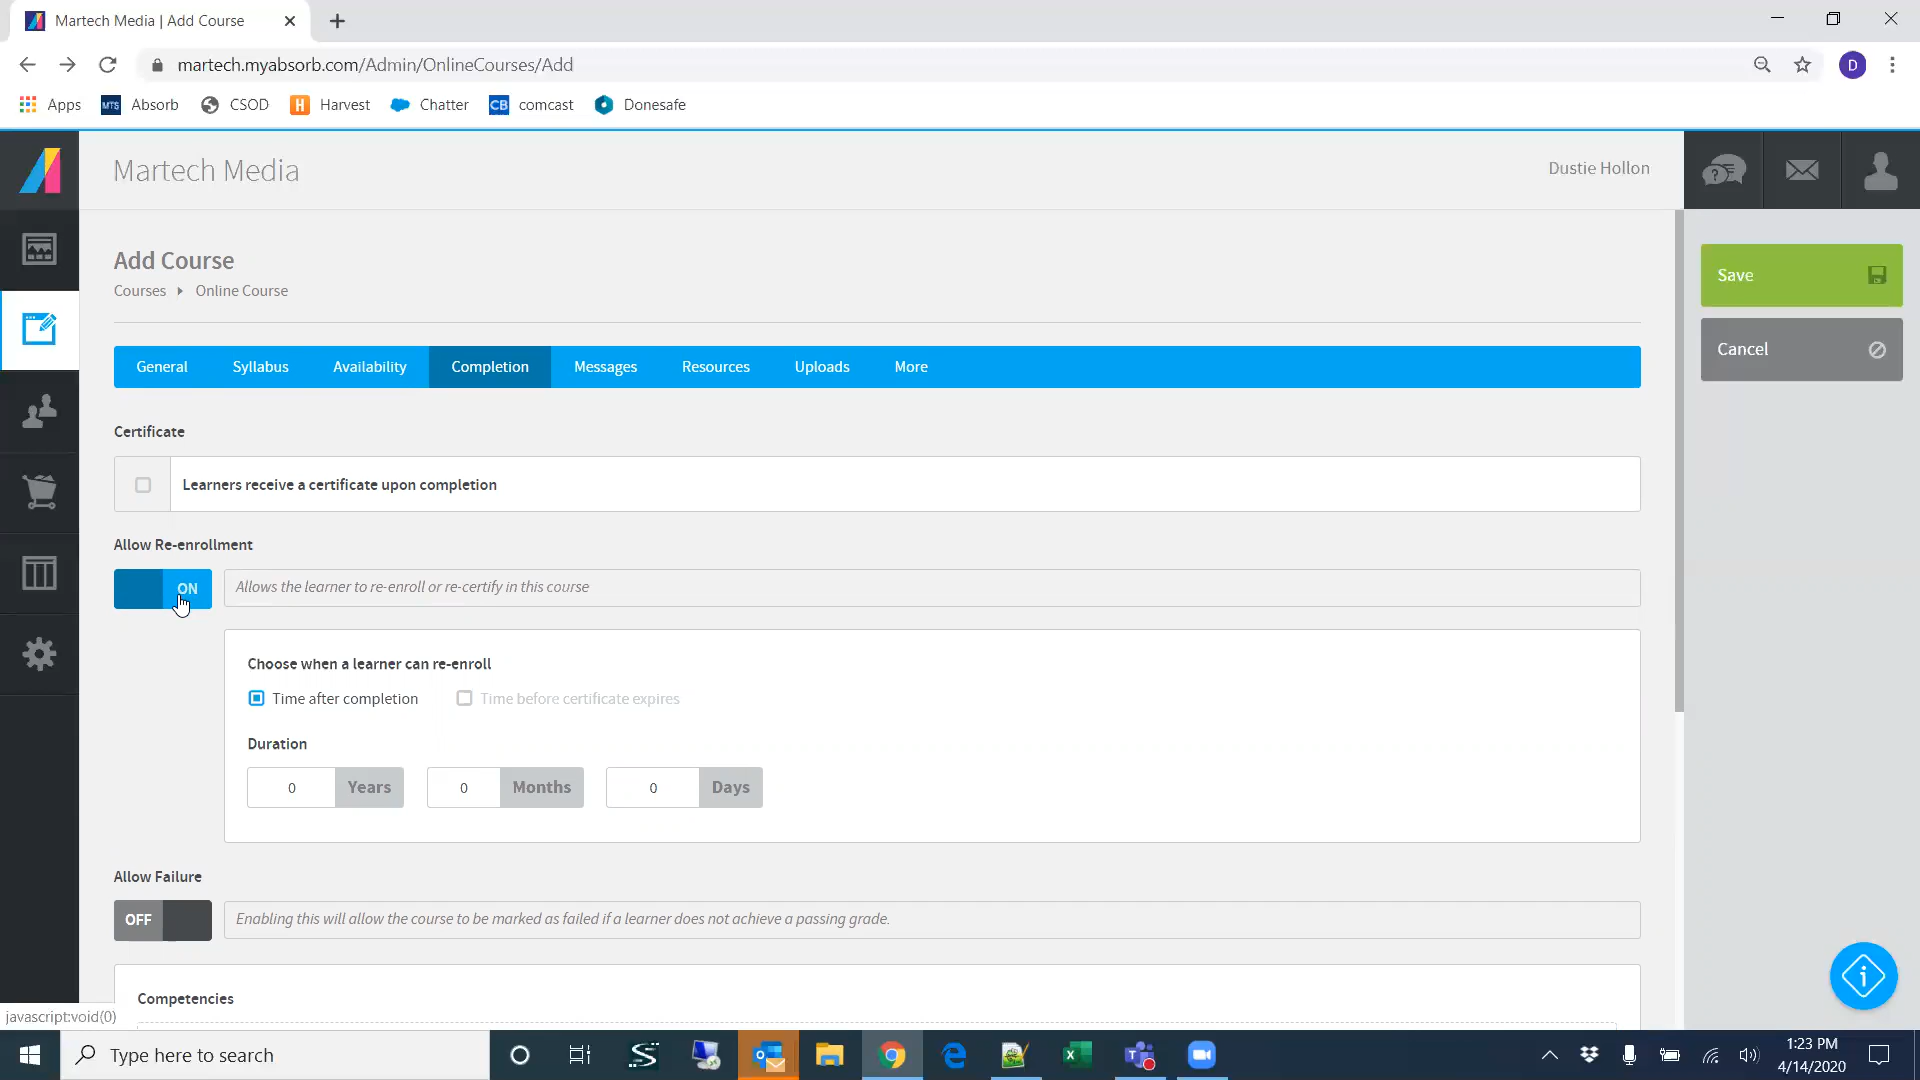 Martech Media | Add Course
martech.myabsorb.com/Admin/OnlineCourses/Add
D
Apps
MTS Absorb
CSOD
H Harvest
Chatter
CB comcast
Donesafe
Martech Media
Dustie Hollon
Add Course
Courses Online Course
Save
Cancel
General Syllabus Availability Completion Messages Resources Uploads More
Certificate
Learners receive a certificate upon completion
Allow Re-enrollment
ON
Allows the learner to re-enroll or re-certify in this course
Choose when a learner can re-enroll
Time after completion Time before certificate expires
Duration
0 Years 0 Months 0 Days
Allow Failure
OFF
Enabling this will allow the course to be marked as failed if a learner does not achieve a passing grade.
Competencies
javascript:void(0)
Type here to search
1:23 PM
4/14/2020